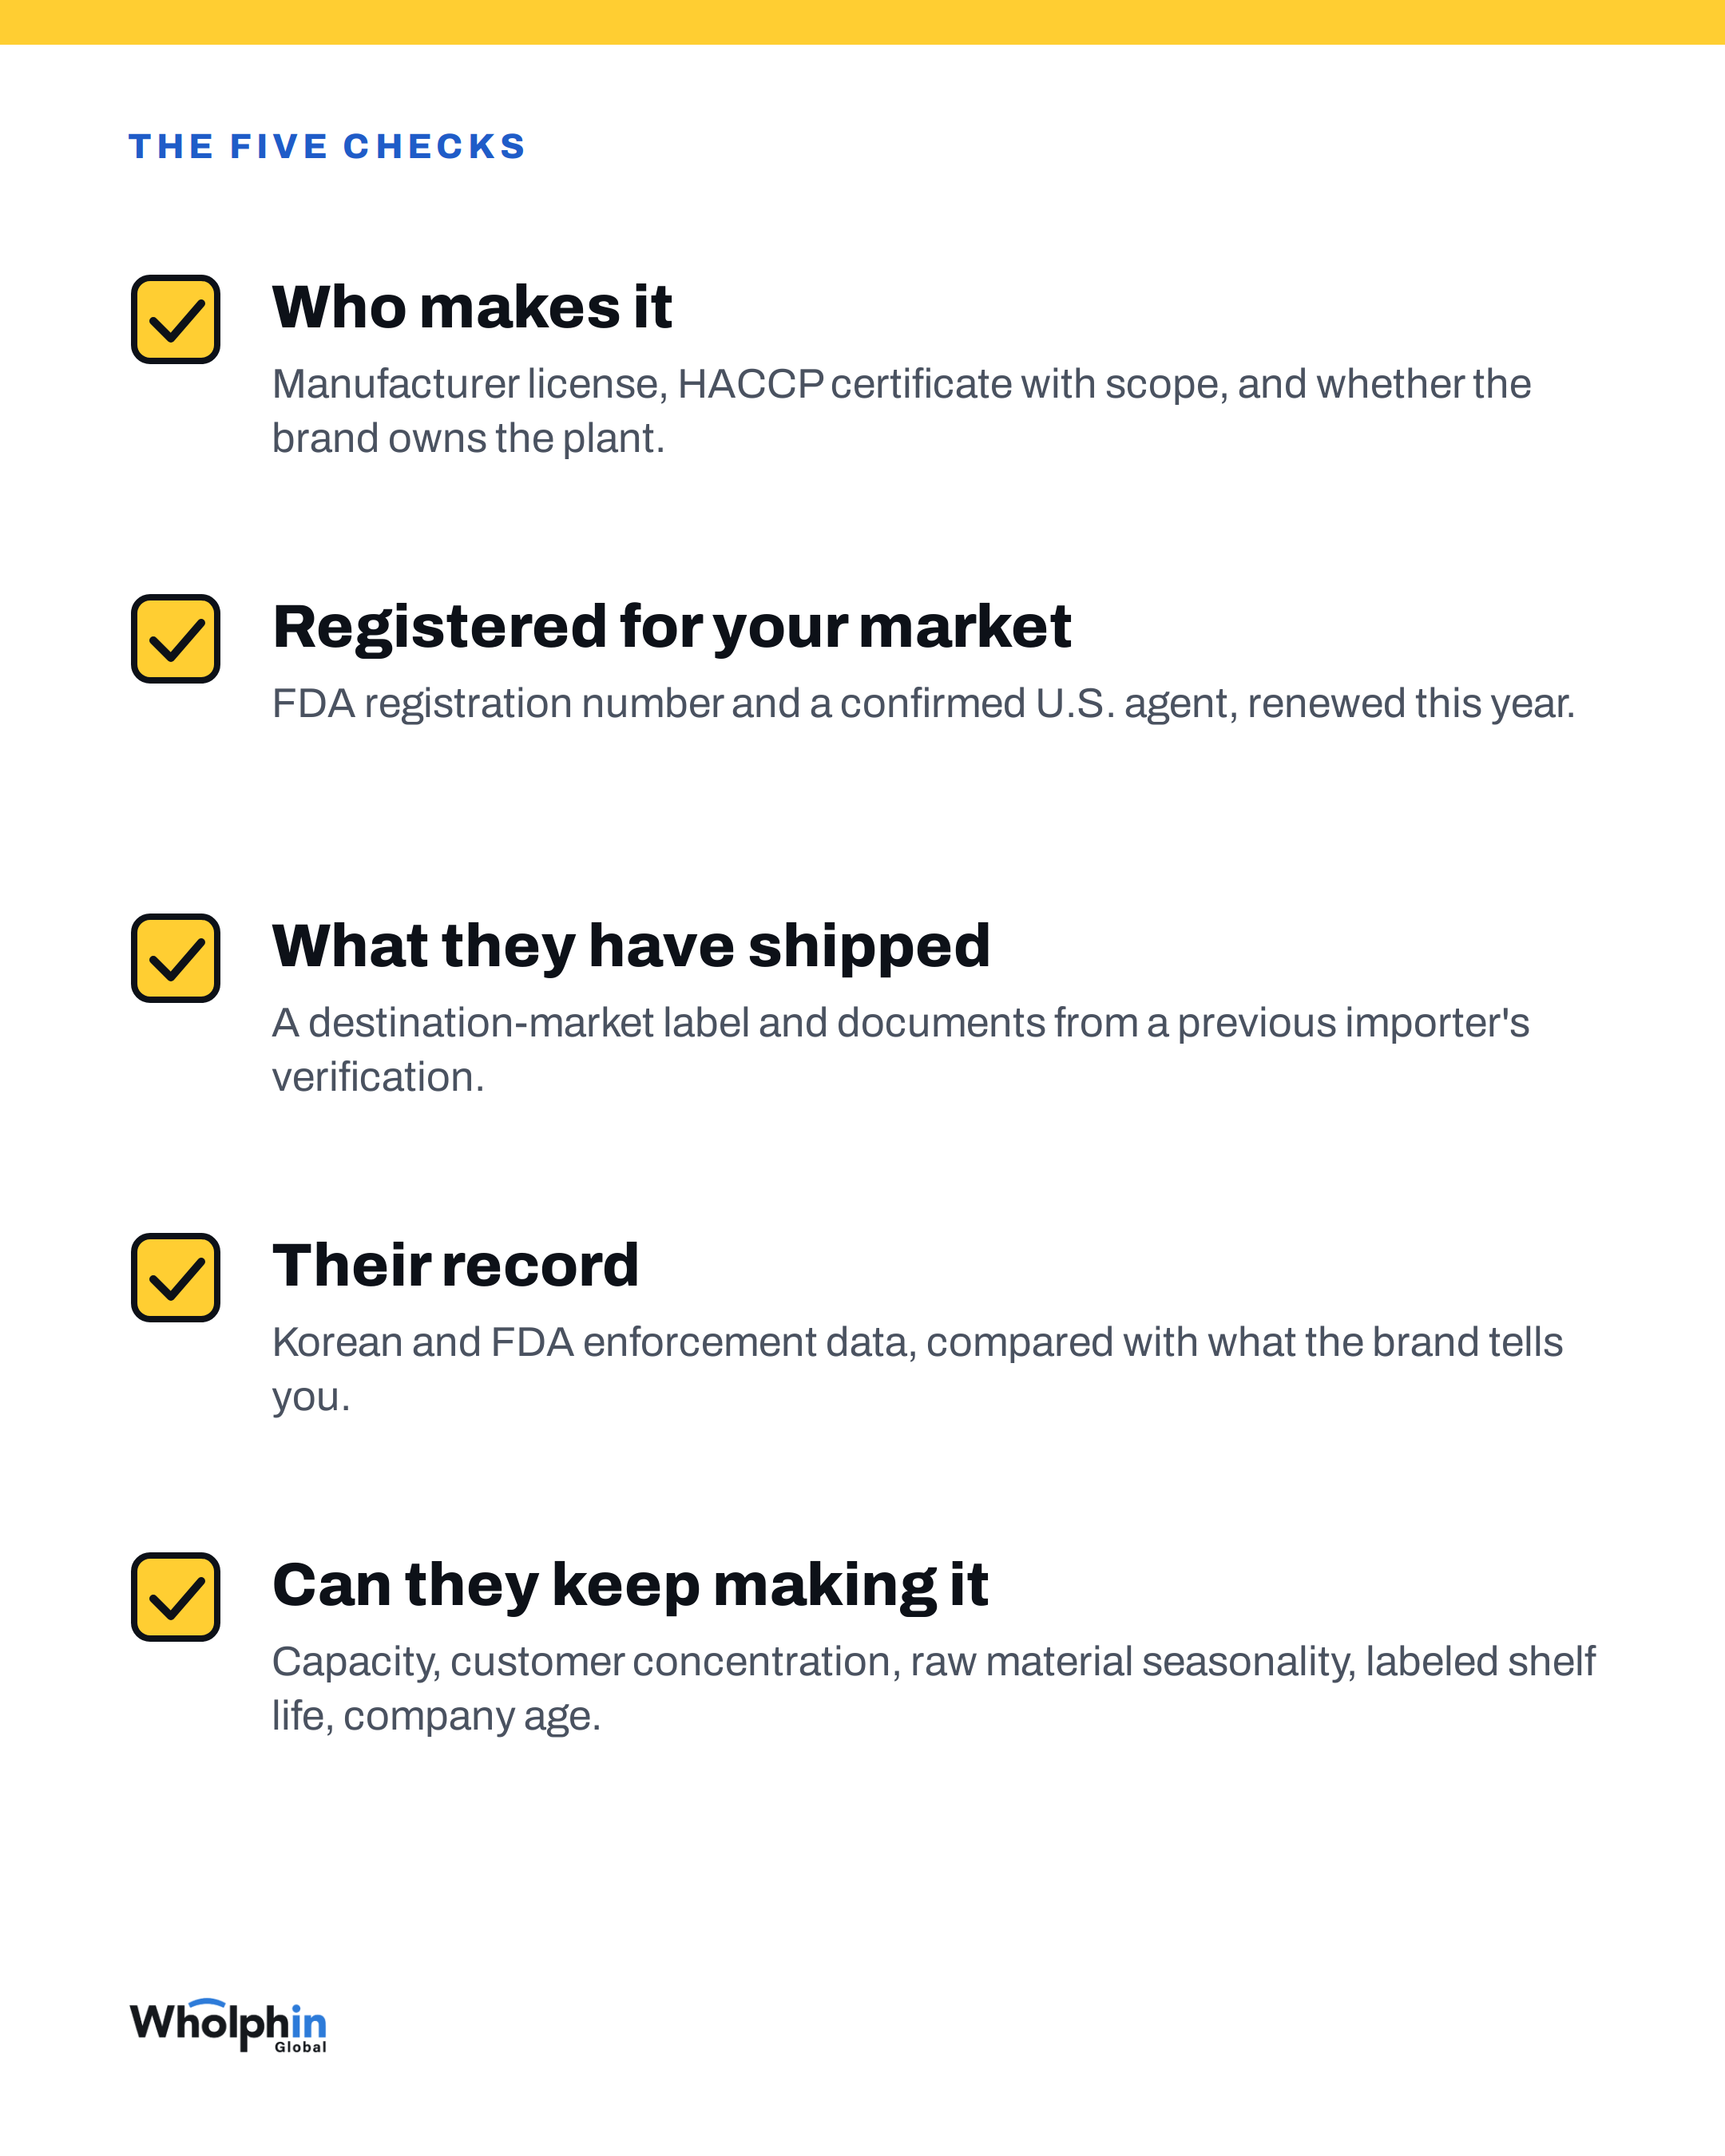 THE FIVE CHECKS
Who makes it
Manufacturer license, HACCP certificate with scope, and whether the
brand owns the plant.
Registered for your market
FDA registration number and a confirmed U.S. agent, renewed this year.
What they have shipped
A destination-market label and documents from a previous importer's
verification.
Their record
Korean and FDA enforcement data, compared with what the brand tells
you.
Can they keep making it
Capacity, customer concentration, raw material seasonality, labeled shelf
life, company age.
Wholphin
Global